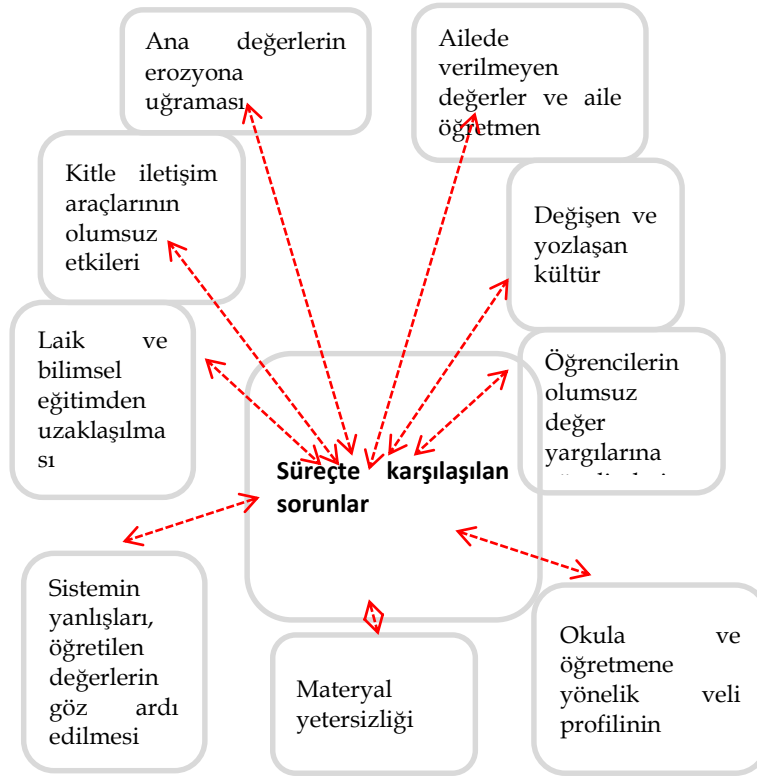 Ana değerlerin
erozyona
uğraması
Ailede
verilmeyen
değerler ve aile
öğretmen
Kitle iletişim
araçlarının
olumsuz
etkileri
Değişen ve
yozlaşan
kültür
Laik ve
bilimsel
eğitimden
uzaklaşılma
sı
Öğrencilerin
olumsuz
değer
yargılarına
Süreçte karşılaşılan
sorunlar
Sistemin
yanlışları,
öğretilen
değerlerin
göz ardı
edilmesi
Materyal
yetersizliği
Okula ve
öğretmene
yönelik veli
profilinin